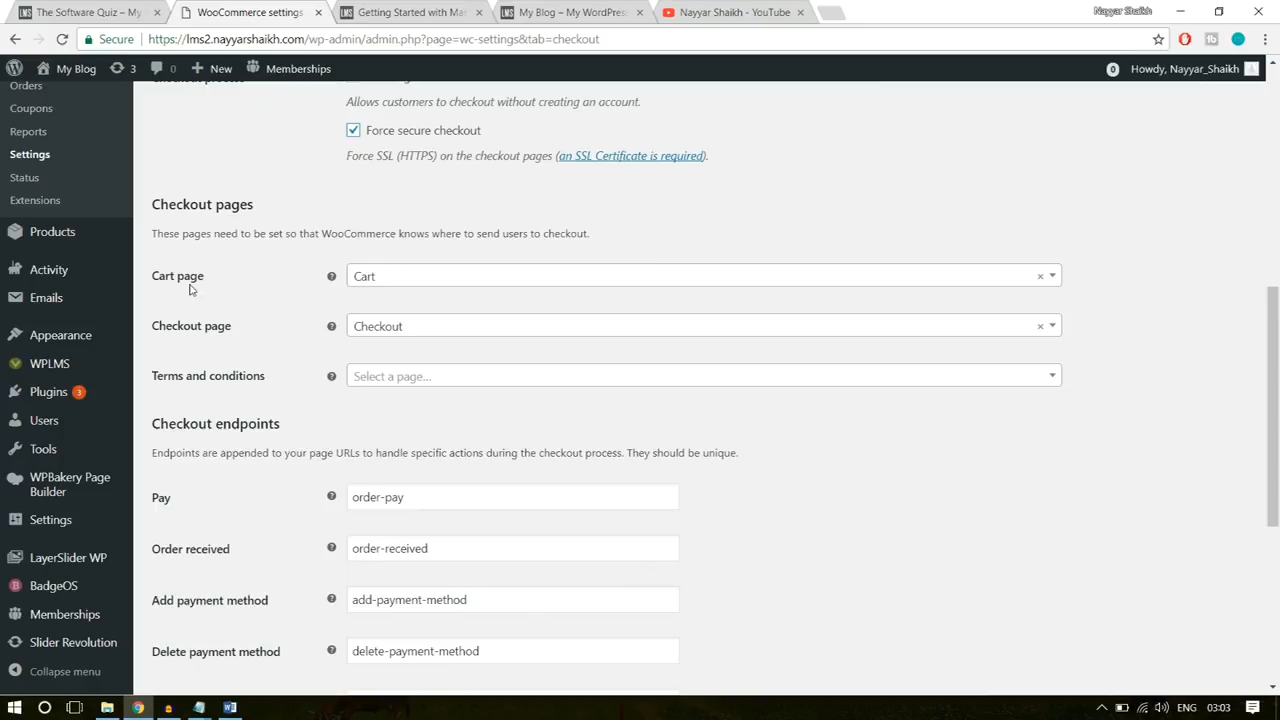 The Software Quiz – My
WooCommerce settings
Getting Started with Mar
My Blog – My WordPress
Nayyar Shaikh - YouTube
Nayyar Shaikh
Secure
https://lms2.nayyarshaikh.com/wp-admin/admin.php?page=wc-settings&tab=checkout
My Blog
3
0
New
Memberships
0
Howdy, Nayyar_Shaikh
Orders
Coupons
Reports
Settings
Status
Extensions
Products
Activity
Emails
Appearance
WPLMS
Plugins 3
Users
Tools
WPBakery Page
Builder
Settings
LayerSlider WP
BadgeOS
Memberships
Slider Revolution
Collapse menu
Allows customers to checkout without creating an account.
Force secure checkout
Force SSL (HTTPS) on the checkout pages (an SSL Certificate is required).
Checkout pages
These pages need to be set so that WooCommerce knows where to send users to checkout.
Cart page
Cart
Checkout page
Checkout
Terms and conditions
Select a page...
Checkout endpoints
Endpoints are appended to your page URLs to handle specific actions during the checkout process. They should be unique.
Pay
order-pay
Order received
order-received
Add payment method
add-payment-method
Delete payment method
delete-payment-method
ENG
03:03